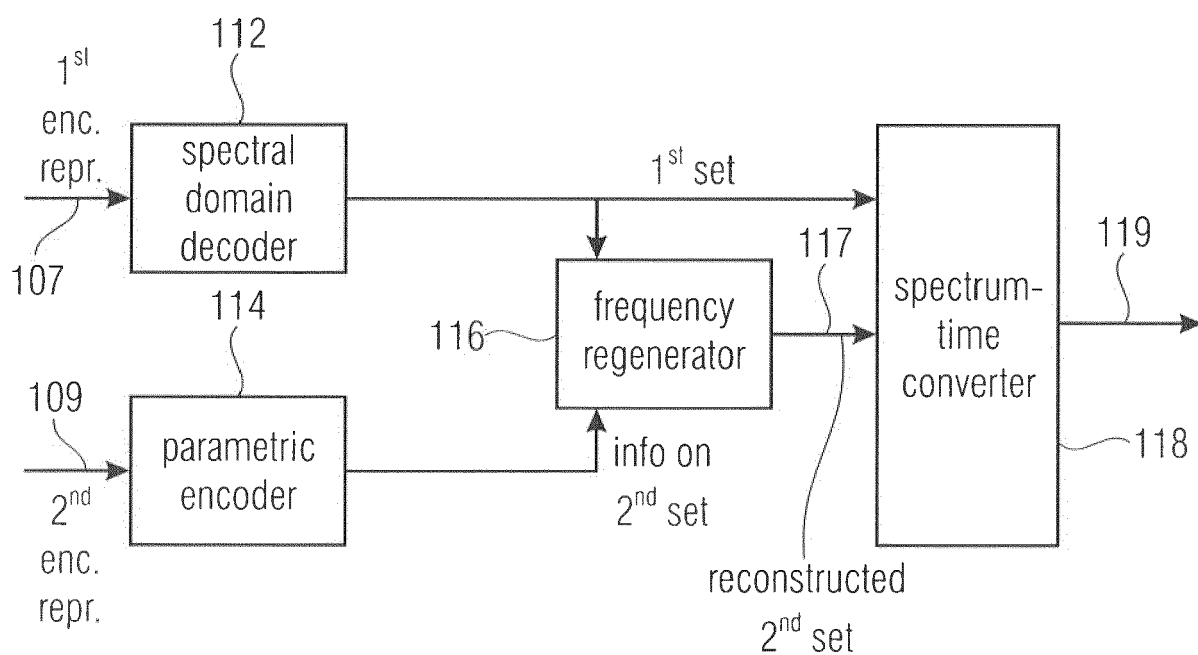 112
1st
enc.
repr.
spectral
domain
decoder
1st set
107
117
119
114
116
frequency
regenerator
spectrum-
time
converter
109
parametric
encoder
info on
2nd set
118
2nd
enc.
repr.
reconstructed
2nd set